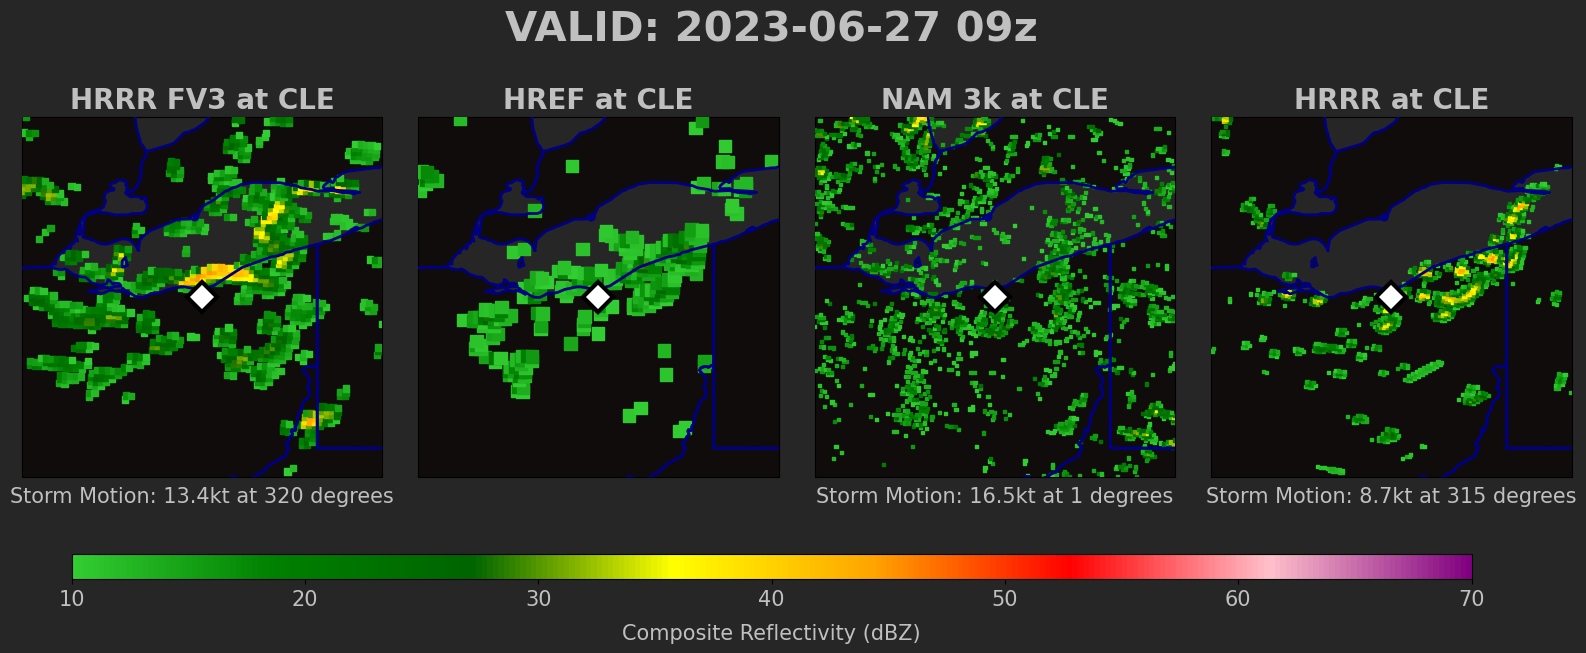 VALID: 2023-06-27 09z
HRRR FV3 at CLE
HREF at CLE
NAM 3k at CLE
HRRR at CLE
Storm Motion: 13.4kt at 320 degrees
Storm Motion: 16.5kt at 1 degrees
Storm Motion: 8.7kt at 315 degrees
10 20 30 40 50 60 70
Composite Reflectivity (dBZ)